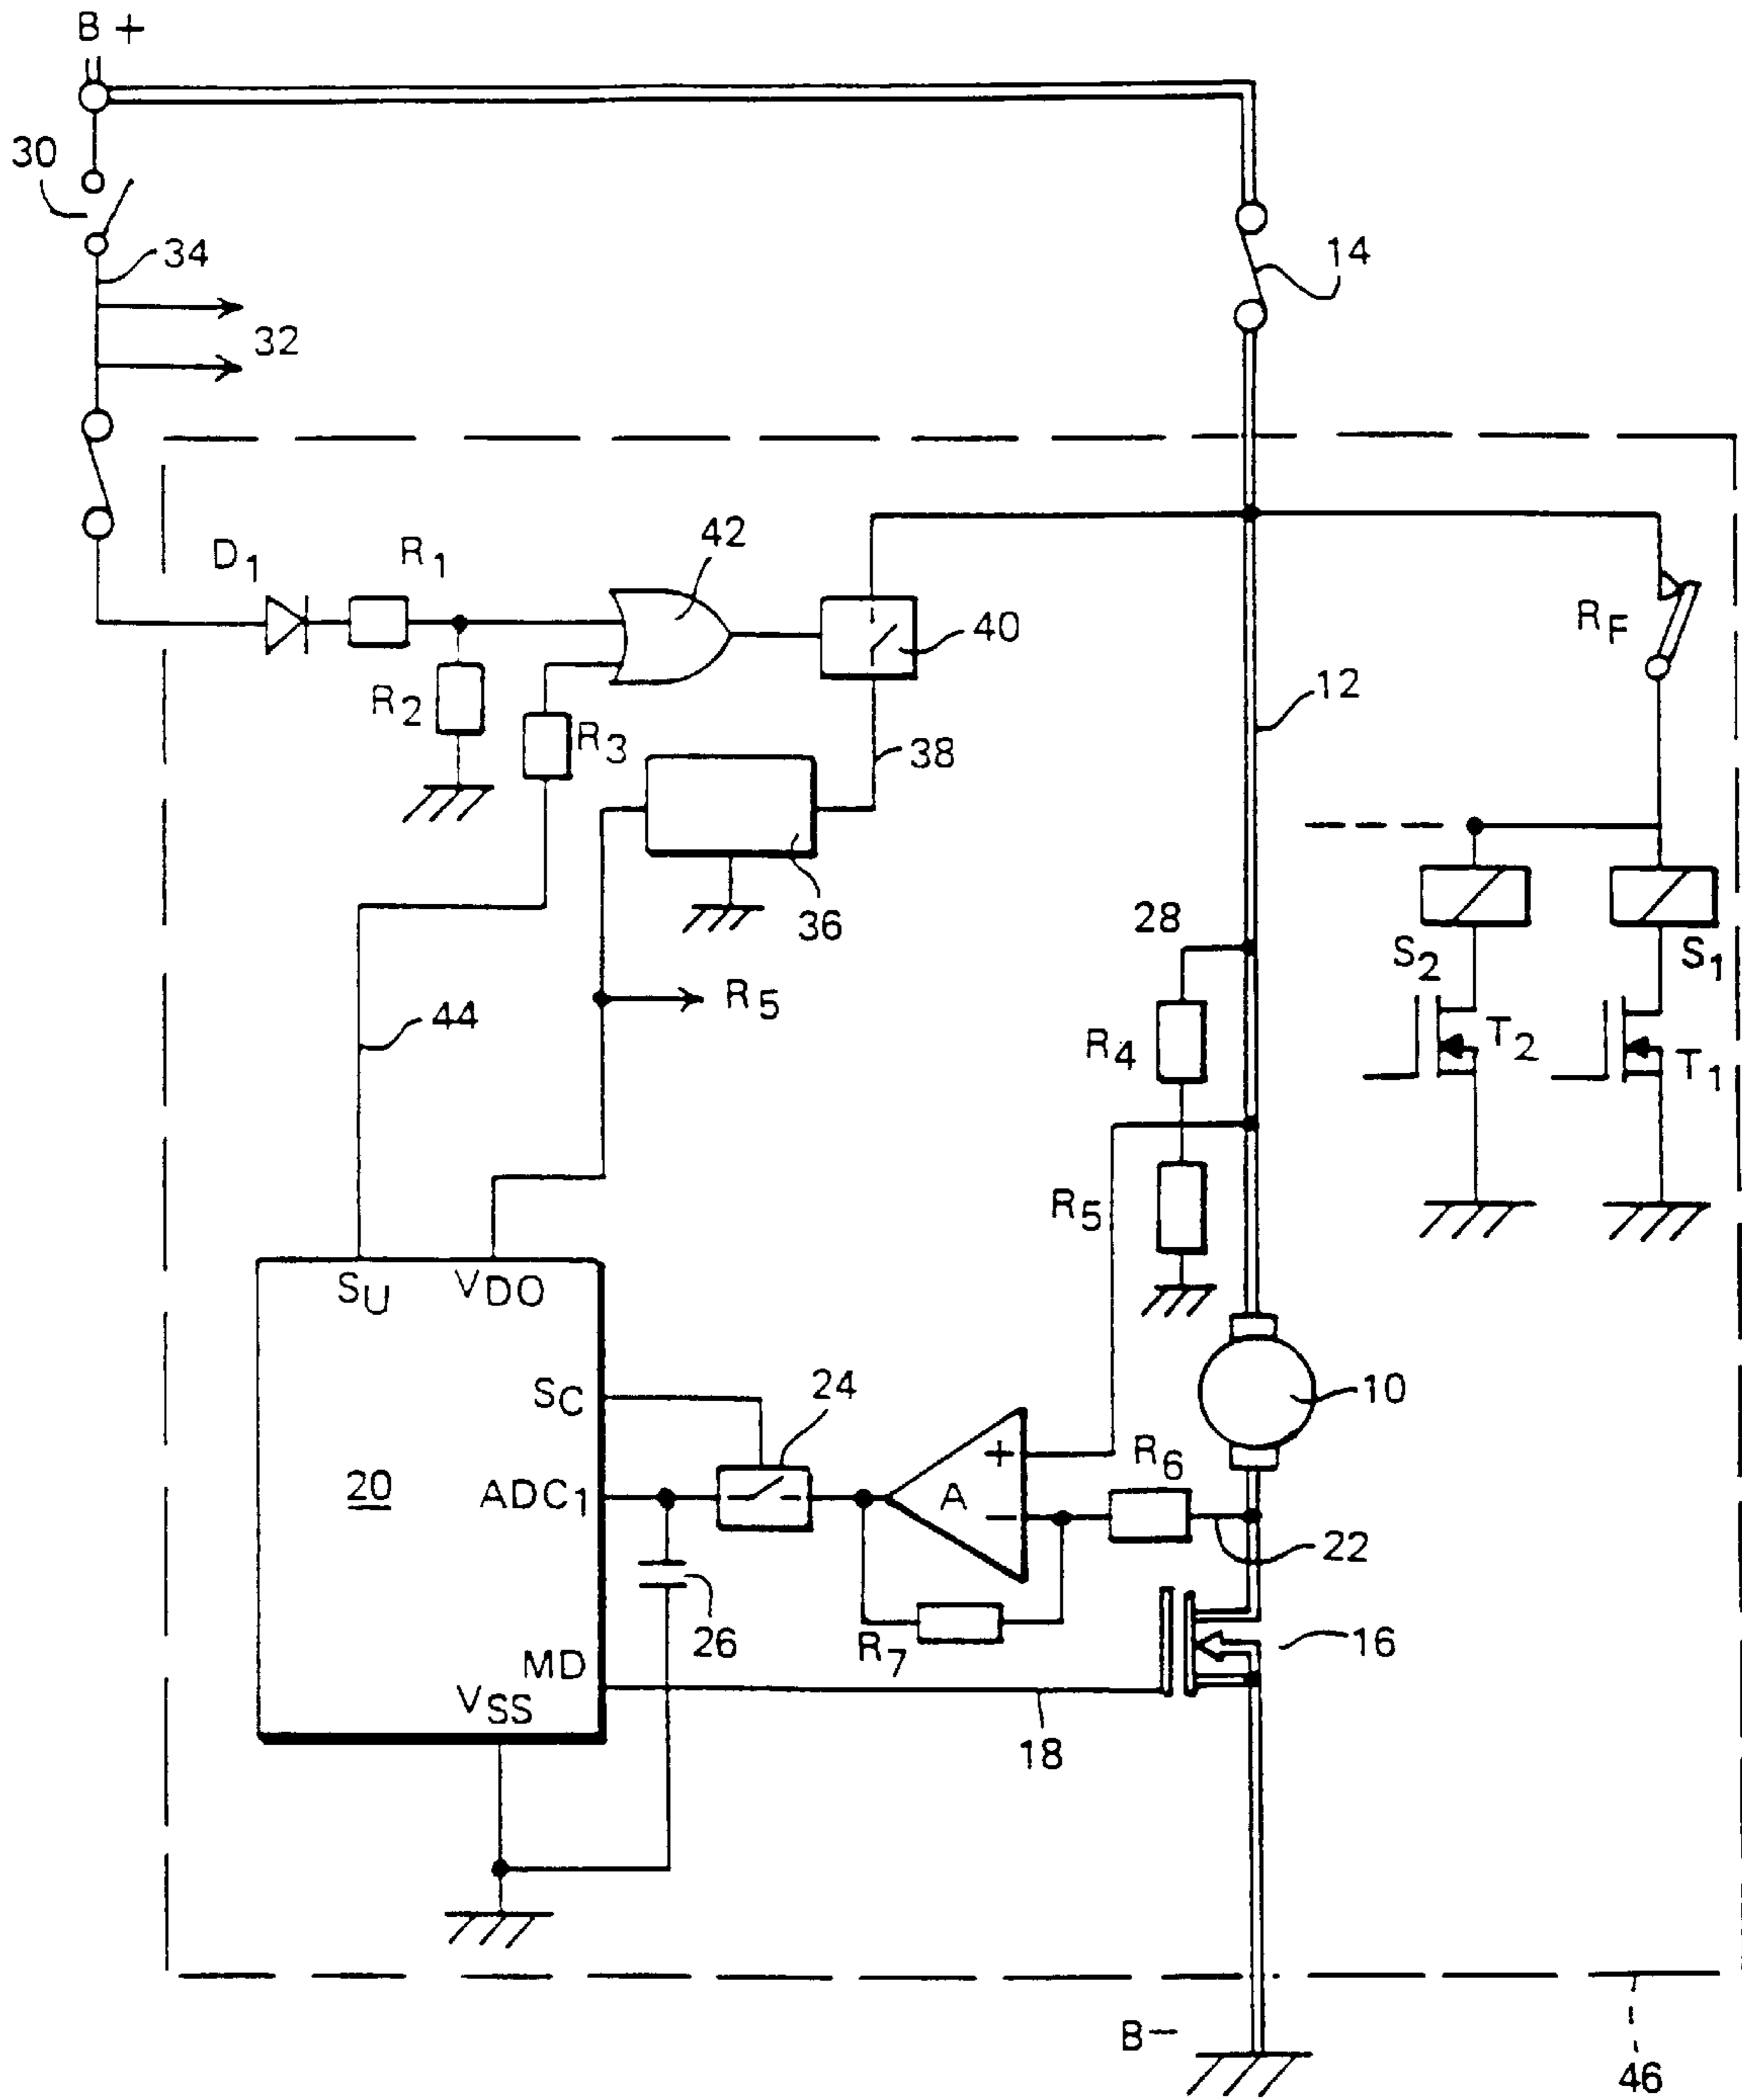 B +
30
34
14
32
D1
R1
42
RF
40
12
R2
R3
38
36
28
S2
S1
R5
44
R4
T2
T1
R5
SU
VDO
24
SC
10
R6
+
20
ADC1
A
−
22
26
R7
16
MD
VSS
18
B−
46